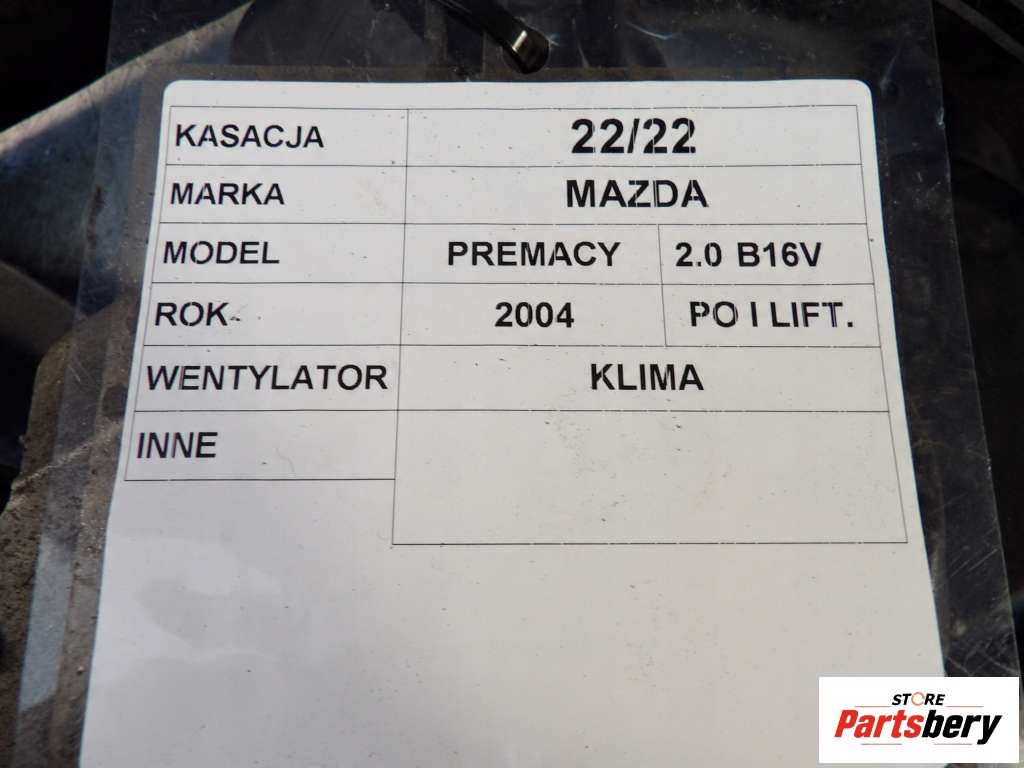 KASACJA 22/22
MARKA MAZDA
MODEL PREMACY 2.0 B16V
ROK 2004 PO I LIFT.
WENTYLATOR KLIMA
INNE
STORE
Partsbery